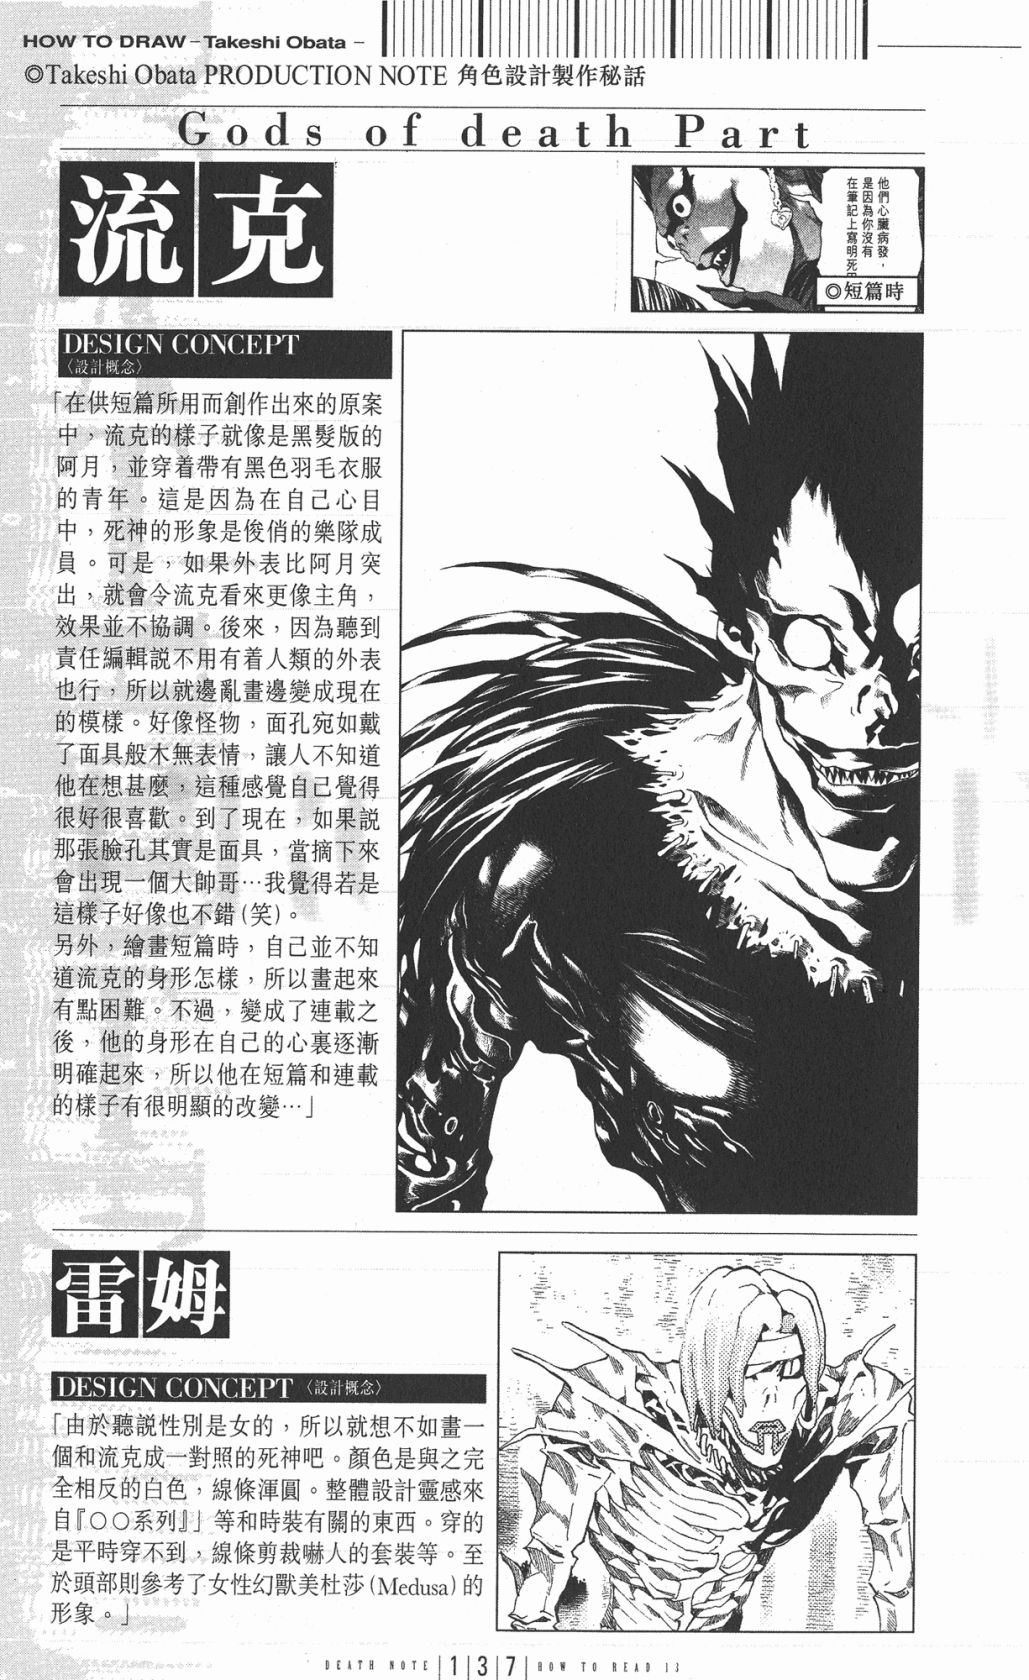 HOW TO DRAW -Takeshi Obata -
◎Takeshi Obata PRODUCTION NOTE 角色設計製作秘話
Gods of death Part
流克
他們心臟病發，
是因為你沒有
在筆記上寫明死
◎短篇時
DESIGN CONCEPT
〈設計概念〉
「在供短篇所用而創作出來的原案
中，流克的樣子就像是黑髮版的
阿月，並穿着帶有黑色羽毛衣服
的青年。這是因為在自己心目
中，死神的形象是俊俏的樂隊成
員。可是，如果外表比阿月突
出，就會令流克看來更像主角，
效果並不協調。後來，因為聽到
責任編輯説不用有着人類的外表
也行，所以就邊亂畫邊變成現在
的模樣。好像怪物，面孔宛如戴
了面具般木無表情，讓人不知道
他在想甚麼，這種感覺自己覺得
很好很喜歡。到了現在，如果説
那張臉孔其實是面具，當摘下來
會出現一個大帥哥…我覺得若是
這樣子好像也不錯(笑)。
另外，繪畫短篇時，自己並不知
道流克的身形怎樣，所以畫起來
有點困難。不過，變成了連載之
後，他的身形在自己的心裏逐漸
明確起來，所以他在短篇和連載
的樣子有很明顯的改變…」
雷姆
DESIGN CONCEPT〈設計概念〉
「由於聽説性別是女的，所以就想不如畫一
個和流克成一對照的死神吧。顏色是與之完
全相反的白色，線條渾圓。整體設計靈感來
自『○○系列』」等和時裝有關的東西。穿的
是平時穿不到，線條剪裁嚇人的套裝等。至
於頭部則參考了女性幻獸美杜莎(Medusa)的
形象。」
DEATH NOTE |1|3|7| HOW TO READ 13